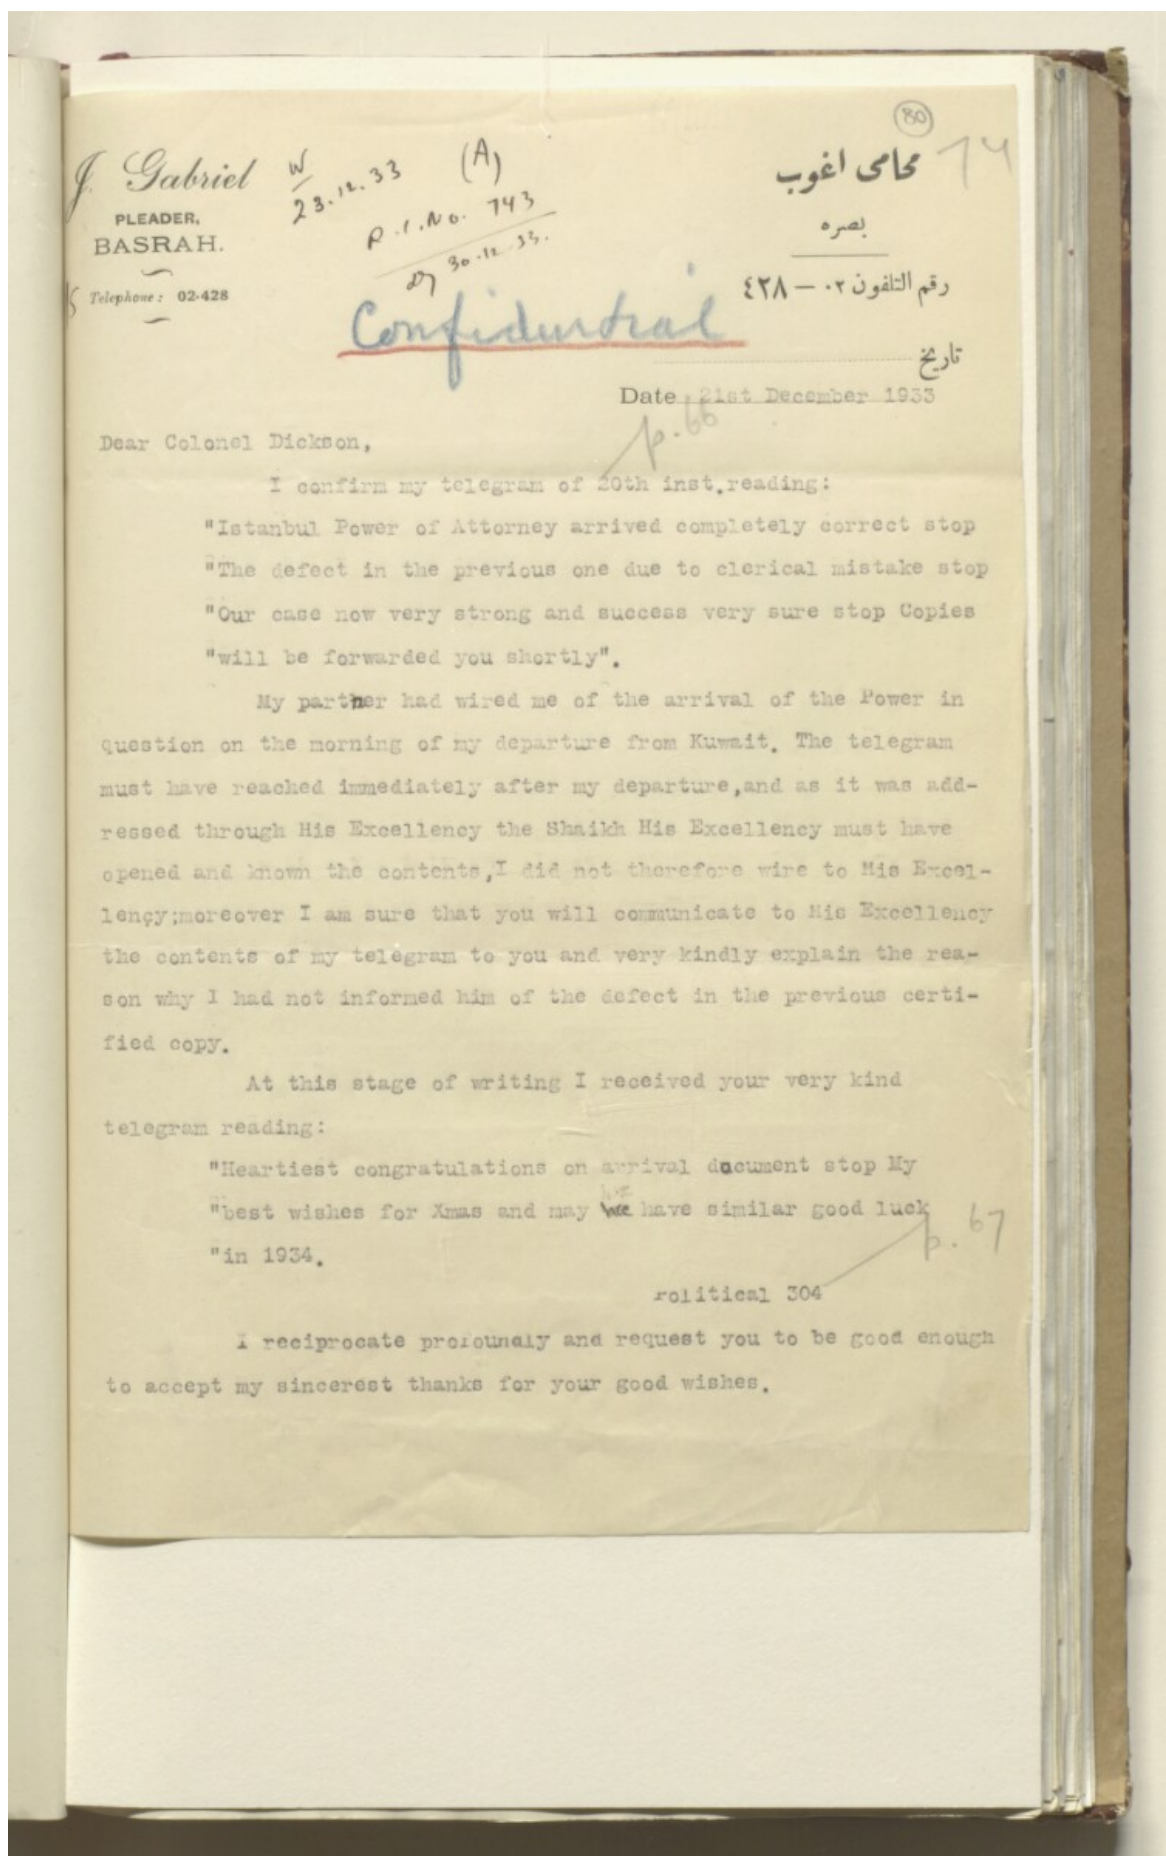 80
74
J. Gabriel
PLEADER,
BASRAH.
Telephone: 02-428
W
23.12.33
(A)
R.I.No. 743
30.12.33.
محامی اغوب
بصره
رقم التلفون ٠٢ — ٤٢٨
تاریخ
Confidential
Date 21st December 1933
p. 66
Dear Colonel Dickson,
I confirm my telegram of 20th inst.reading:
"Istanbul Power of Attorney arrived completely correct stop
"The defect in the previous one due to clerical mistake stop
"Our case now very strong and success very sure stop Copies
"will be forwarded you shortly".
My partner had wired me of the arrival of the Power in
question on the morning of my departure from Kuwait. The telegram
must have reached immediately after my departure,and as it was add-
ressed through His Excellency the Shaikh His Excellency must have
opened and known the contents,I did not therefore wire to His Excel-
lency;moreover I am sure that you will communicate to His Excellency
the contents of my telegram to you and very kindly explain the rea-
son why I had not informed him of the defect in the previous certi-
fied copy.
At this stage of writing I received your very kind
telegram reading:
"Heartiest congratulations on arrival document stop My
"best wishes for Xmas and may we have similar good luck
"in 1934.
p. 67
Political 304
I reciprocate profoundly and request you to be good enough
to accept my sincerest thanks for your good wishes.